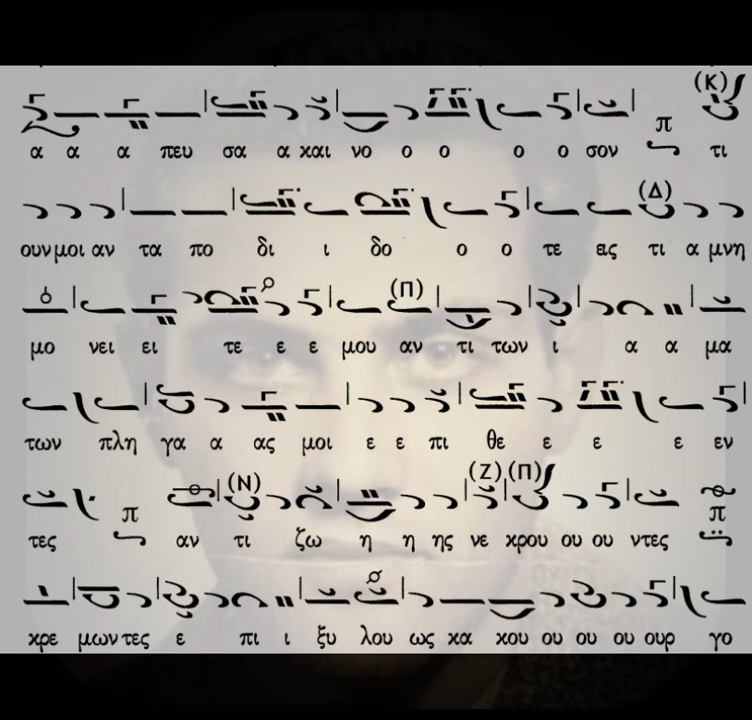 (Κ)
α α α πευ σα α και νο ο ο ο ο σον π τι
(Δ)
ουν μοι αν τα πο δι ι δο ο ο τε εις τι α μνη
(Π)
μο νει ει τε ε ε μου αν τι των ι α α μα
των πλη γα α ας μοι ε ε πι θε ε ε ε εν
(Ν) (Ζ) (Π)
τες π αν τι ζω η η ης νε κρου ου ου ντες π
κρε μων τες ε πι ι ξυ λου ως κα κου ου ου ου ουρ γο